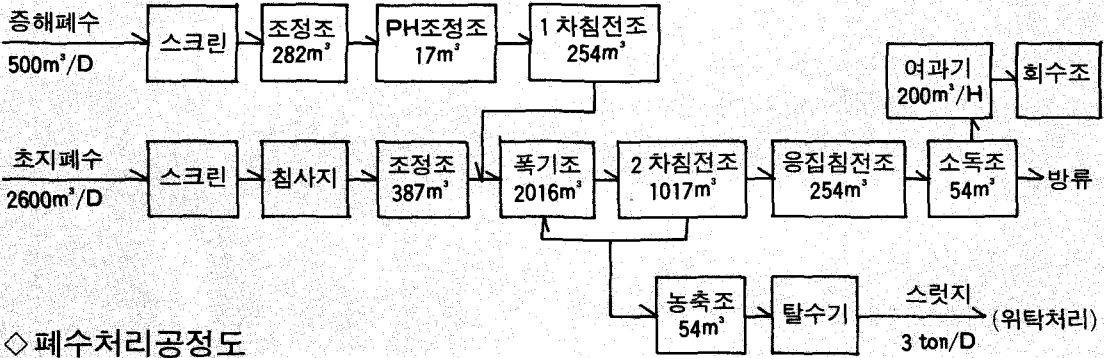 증해폐수
500m³/D
스크린
조정조
282m³
PH조정조
17m³
1차침전조
254m³
여과기
200m³/H
회수조
초지폐수
2600m³/D
스크린
침사지
조정조
387m³
폭기조
2016m³
2차침전조
1017m³
응집침전조
254m³
소독조
54m³
방류
농축조
54m³
탈수기
스럿지
3 ton/D
(위탁처리)
◇폐수처리공정도